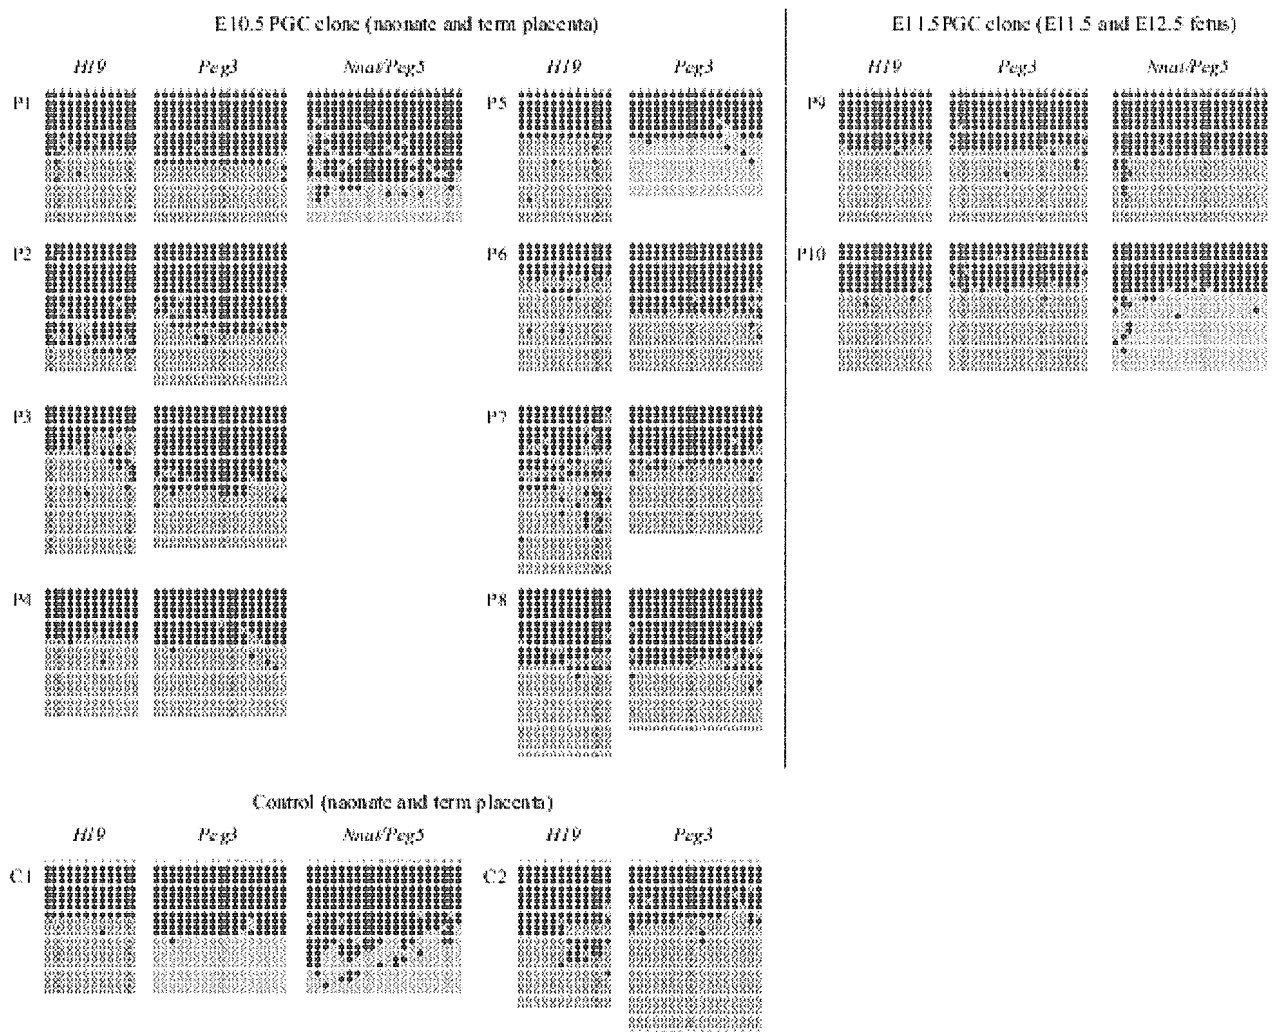 E10.5 PGC clone (naonate and term placenta)
E11.5 PGC clone (E11.5 and E12.5 fetus)
H19 Peg3 Nnat/Peg5 H19 Peg3 H19 Peg3 Nnat/Peg5
P1 P5 P9
P2 P6 P10
P3 P7
P4 P8
Control (naonate and term placenta)
H19 Peg3 Nnat/Peg5 H19 Peg3
C1 C2